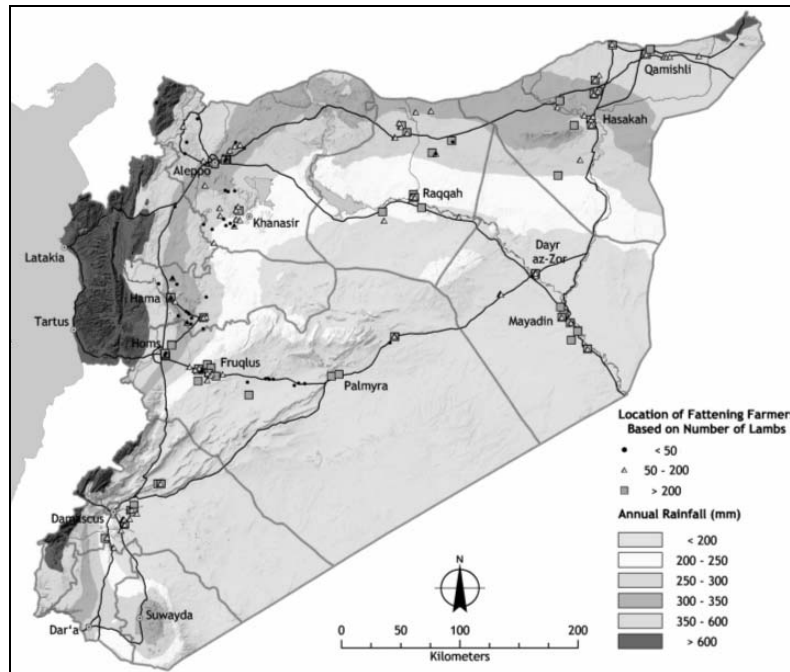 Qamishli
Hasakah
Aleppo
Raqqah
Khanasir
Latakia
Dayr
az-Zor
Hama
Tartus
Mayadin
Homs
Fruqlus
Palmyra
Location of Fattening Farmers
Based on Number of Lambs
< 50
50 - 200
> 200
Damascus
Annual Rainfall (mm)
< 200
200 - 250
250 - 300
300 - 350
350 - 600
> 600
N
Suwayda
Dar'a
0 50 100 200
Kilometers